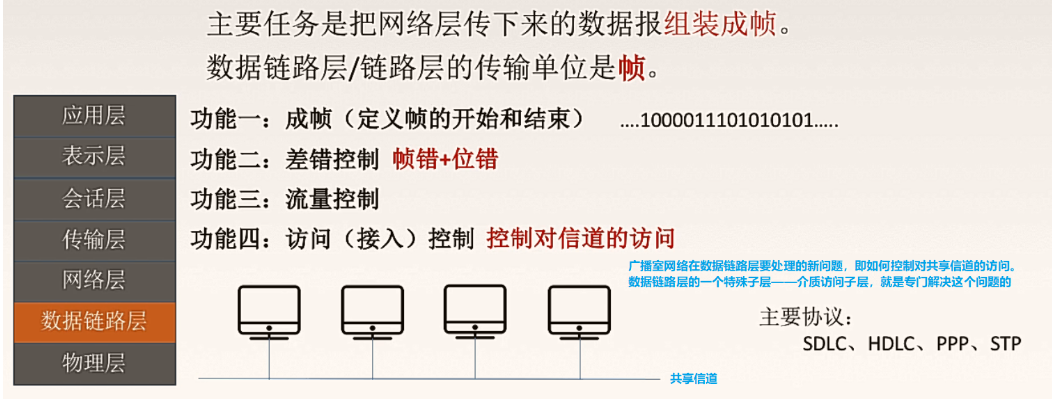 主要任务是把网络层传下来的数据报组装成帧。
数据链路层/链路层的传输单位是帧。
应用层
表示层
会话层
传输层
网络层
数据链路层
物理层
功能一：成帧（定义帧的开始和结束） ....1000011101010101.....
功能二：差错控制 帧错+位错
功能三：流量控制
功能四：访问（接入）控制 控制对信道的访问
广播室网络在数据链路层要处理的新问题，即如何控制对共享信道的访问。
数据链路层的一个特殊子层——介质访问子层，就是专门解决这个问题的
主要协议：
SDLC、HDLC、PPP、STP
共享信道